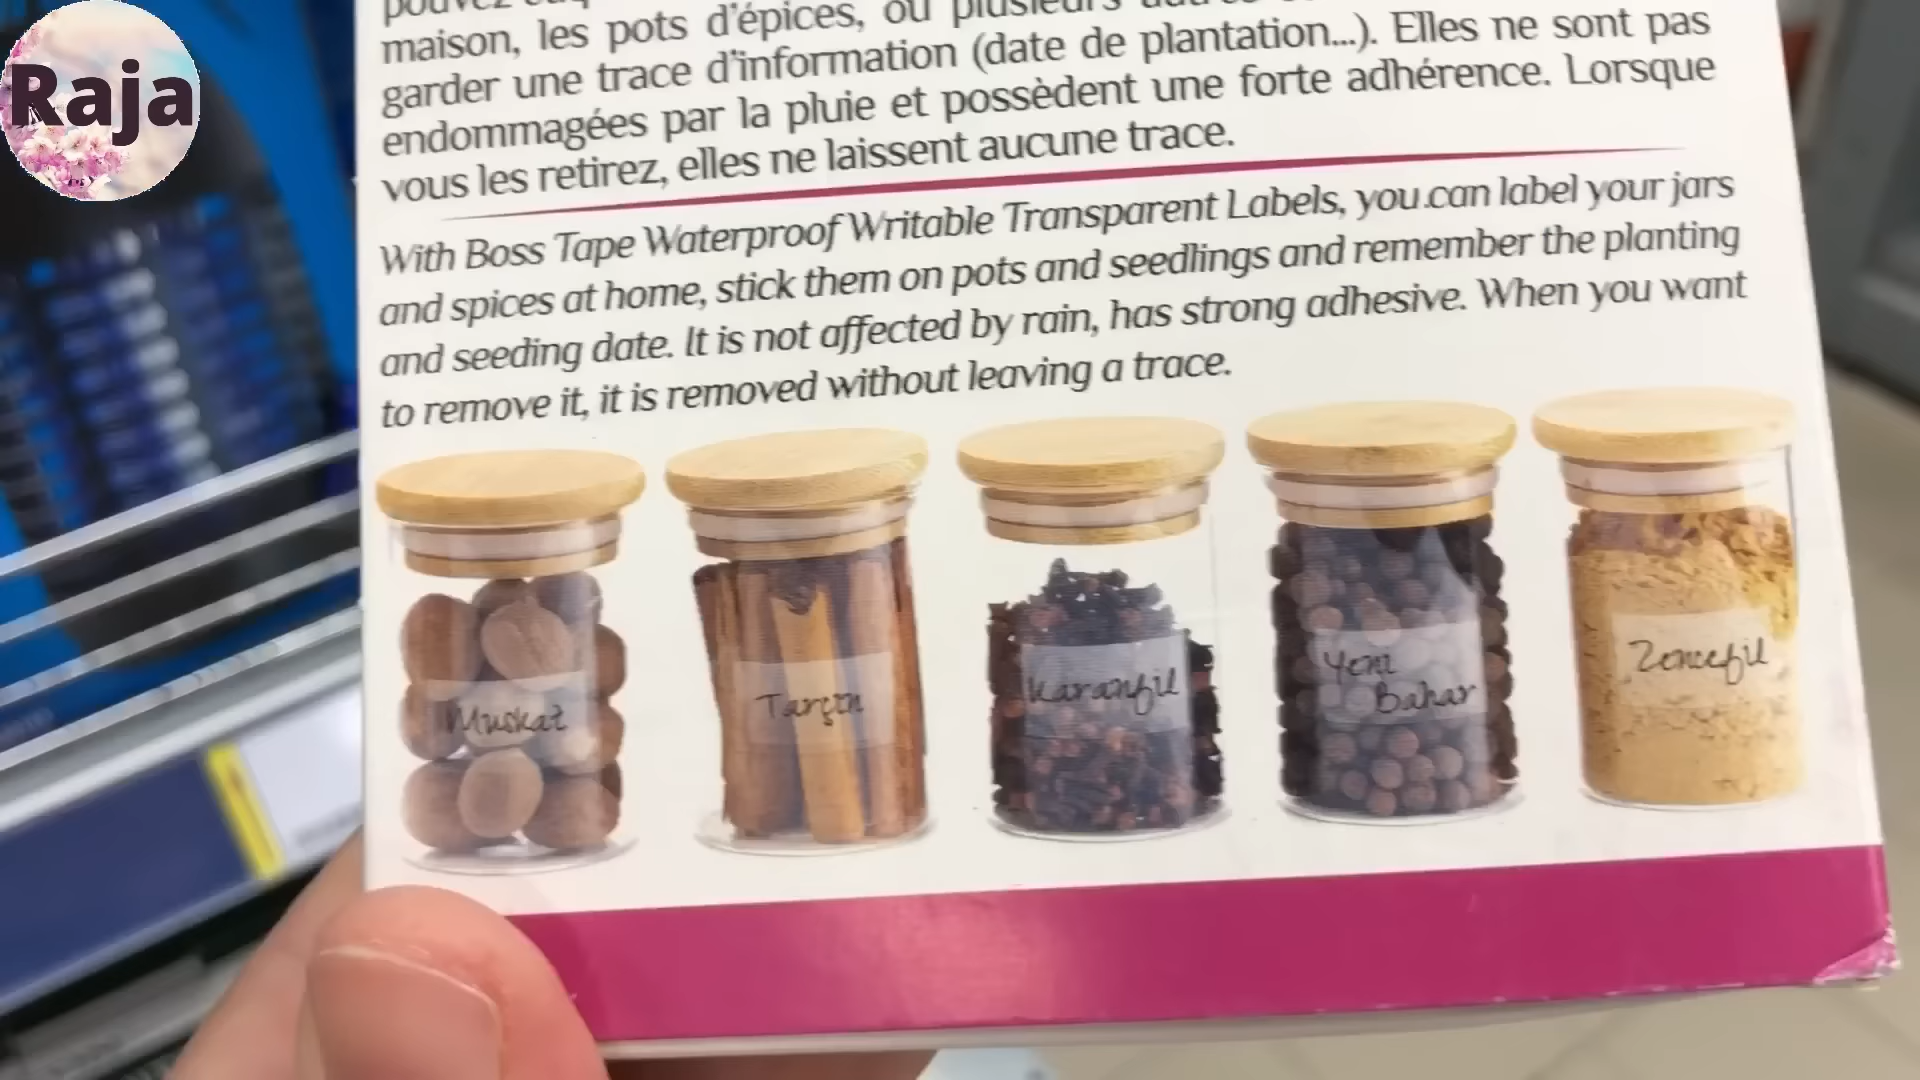 Raja
maison, les pots d'épices, ou plusieurs
garder une trace d'information (date de plantation...). Elles ne sont pas
endommagées par la pluie et possèdent une forte adhérence. Lorsque
vous les retirez, elles ne laissent aucune trace.
With Boss Tape Waterproof Writable Transparent Labels, you can label your jars
and spices at home, stick them on pots and seedlings and remember the planting
and seeding date. It is not affected by rain, has strong adhesive. When you want
to remove it, it is removed without leaving a trace.
Muskat
Tarçın
Karanfil
Yeni
Bahar
Zencefil